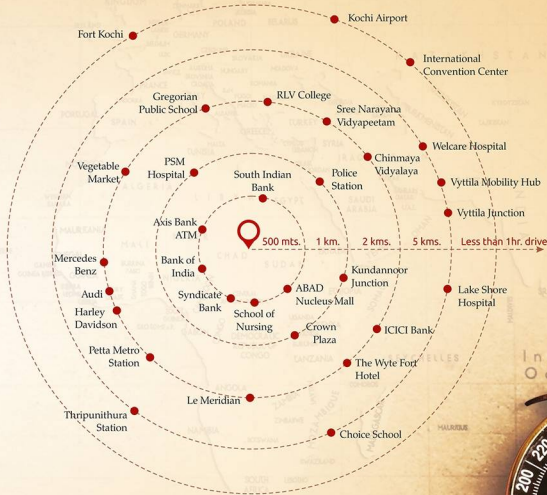 Kochi Airport
Fort Kochi
International
Convention Center
Gregorian
Public School
RLV College
Sree Narayana
Vidyapeetam
Welcare Hospital
Chinmaya
Vidyalaya
PSM
Hospital
Vegetable
Market
South Indian
Bank
Police
Station
Vyttila Mobility Hub
Vyttila Junction
Axis Bank
ATM
500 mts.
1 km.
2 kms.
5 kms.
Less than 1hr. drive
Mercedes
Benz
Bank of
India
Kundannoor
Junction
Audi
Harley
Davidson
Syndicate
Bank
School of
Nursing
ABAD
Nucleus Mall
Lake Shore
Hospital
Crown
Plaza
ICICI Bank
Petta Metro
Station
The Wyte Fort
Hotel
Le Meridian
Thripunithura
Station
Choice School
200
220